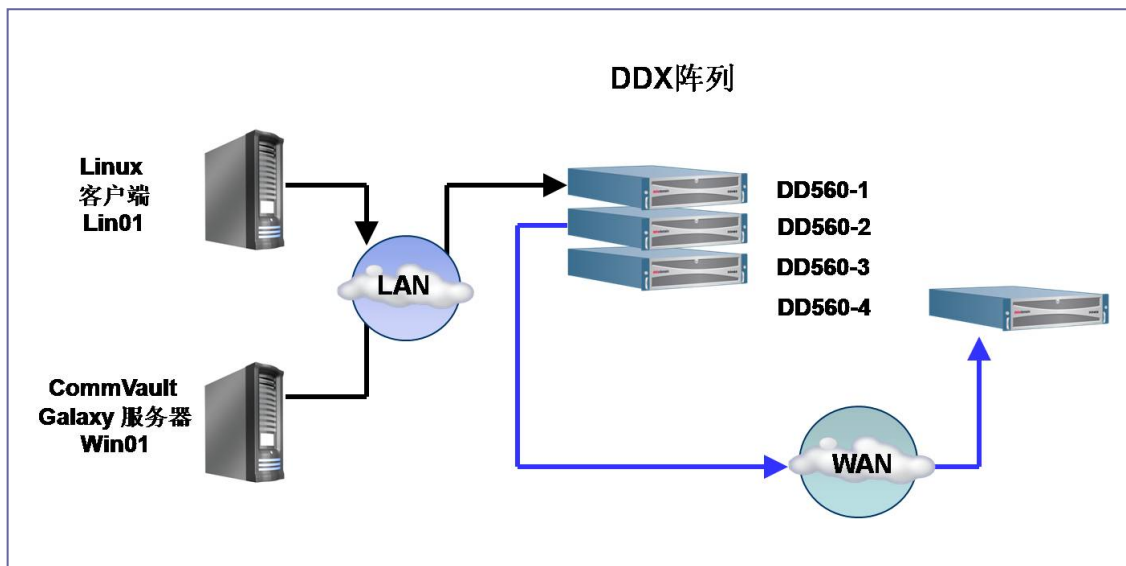 DDX阵列
Linux
客户端
Lin01
DD560-1
DD560-2
DD560-3
DD560-4
LAN
CommVault
Galaxy 服务器
Win01
WAN